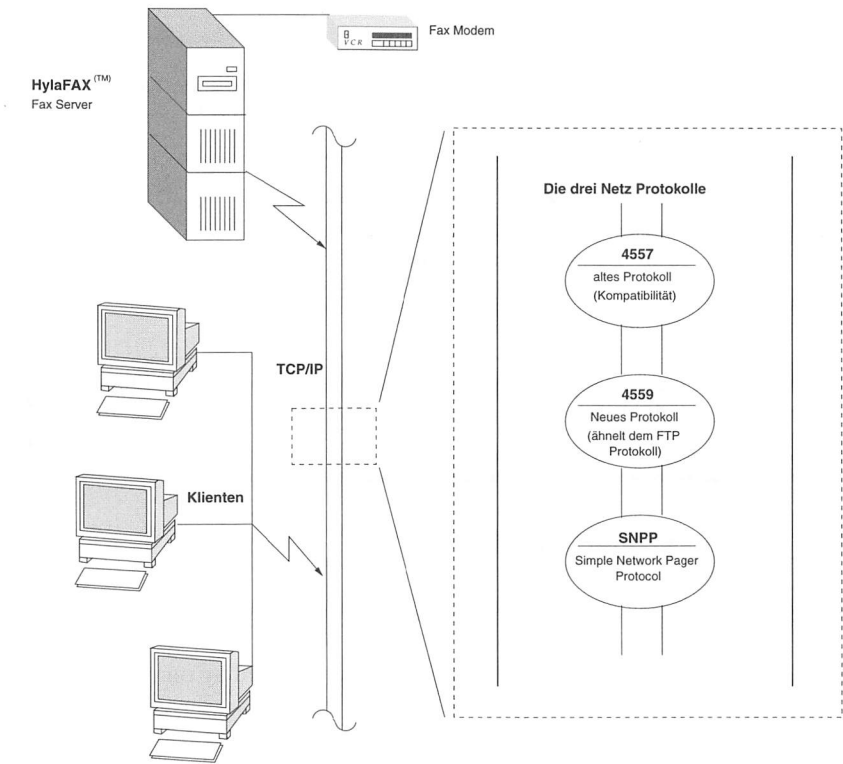 Fax Modem
VCR
HylaFAX (TM)
Fax Server
Die drei Netz Protokolle
4557
altes Protokoll
(Kompatibilität)
TCP/IP
4559
Neues Protokoll
(ähnelt dem FTP
Protokoll)
Klienten
SNPP
Simple Network Pager
Protocol